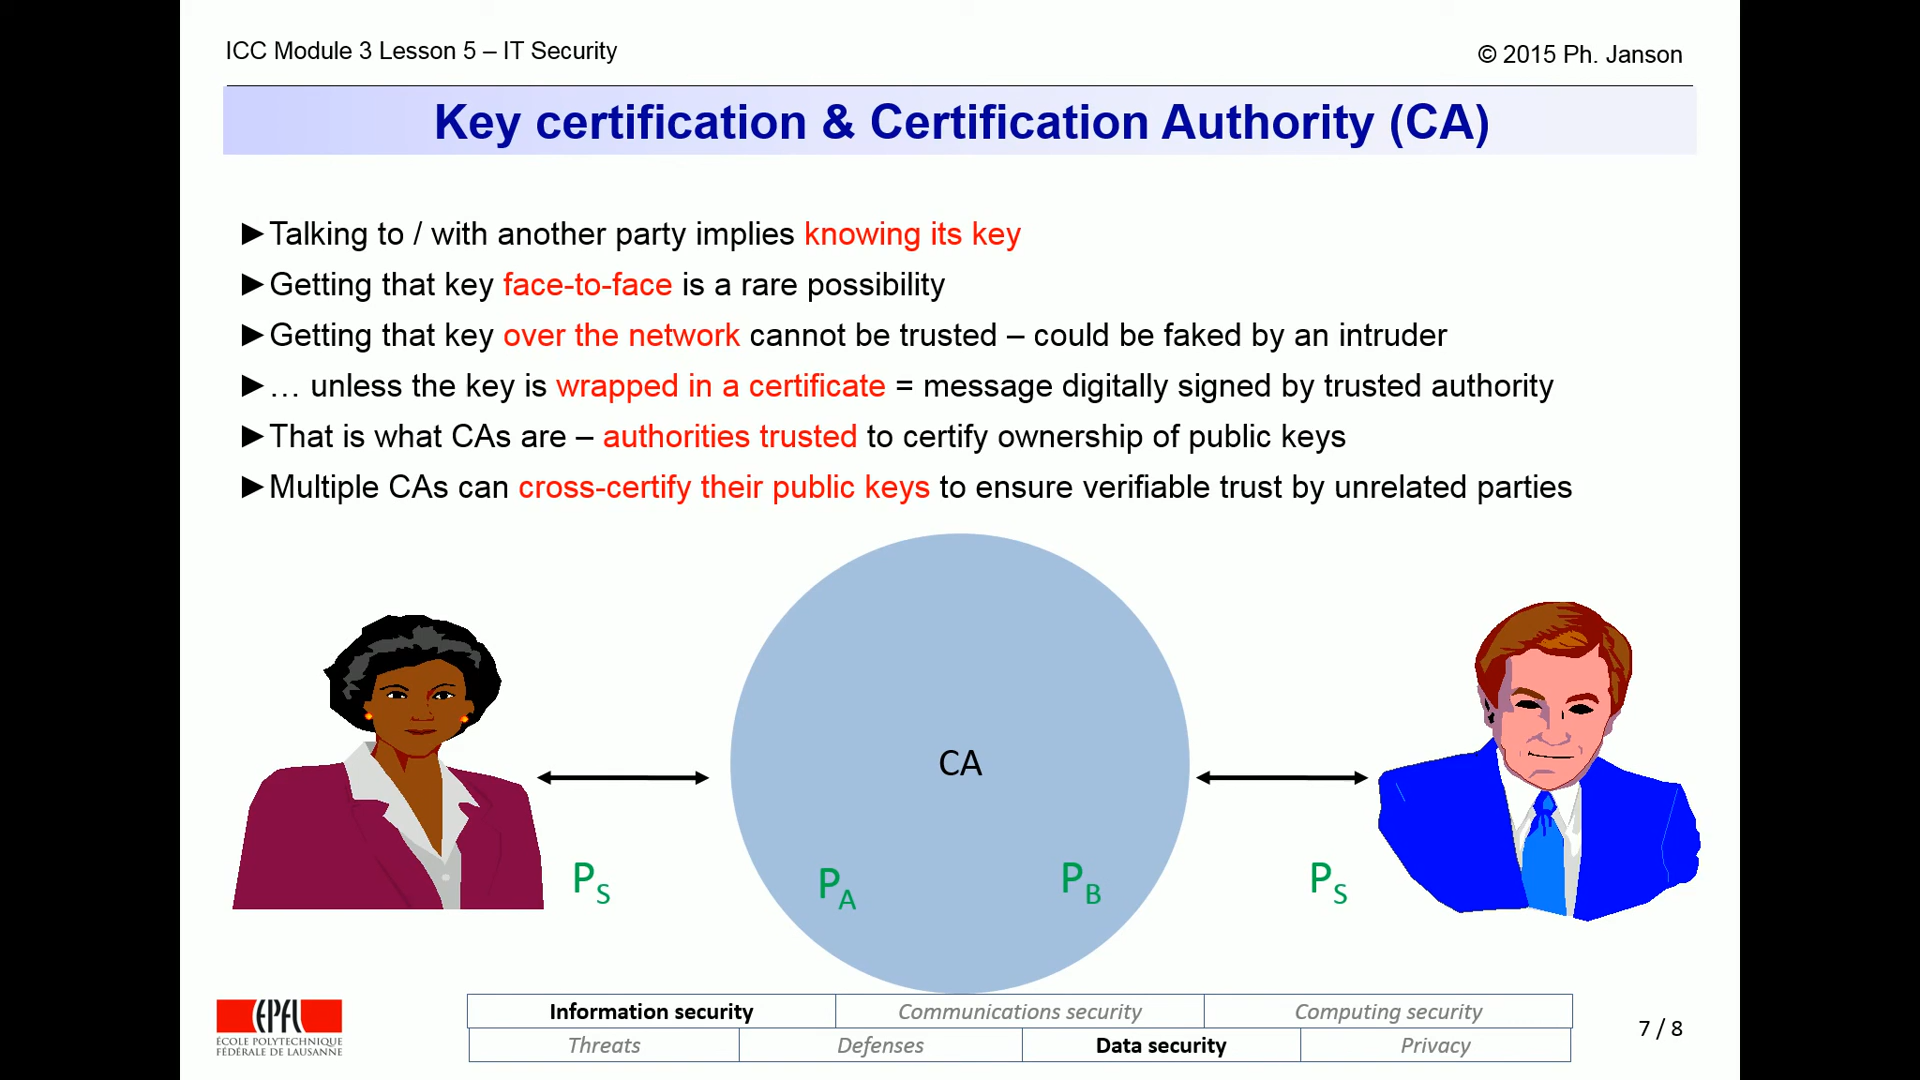 ICC Module 3 Lesson 5 – IT Security
© 2015 Ph. Janson
Key certification & Certification Authority (CA)
►Talking to / with another party implies knowing its key
►Getting that key face-to-face is a rare possibility
►Getting that key over the network cannot be trusted – could be faked by an intruder
►… unless the key is wrapped in a certificate = message digitally signed by trusted authority
►That is what CAs are – authorities trusted to certify ownership of public keys
►Multiple CAs can cross-certify their public keys to ensure verifiable trust by unrelated parties
CA
PS PA PB PS
EPFL
ÉCOLE POLYTECHNIQUE
FÉDÉRALE DE LAUSANNE
Information security Communications security Computing security
Threats Defenses Data security Privacy
7 / 8